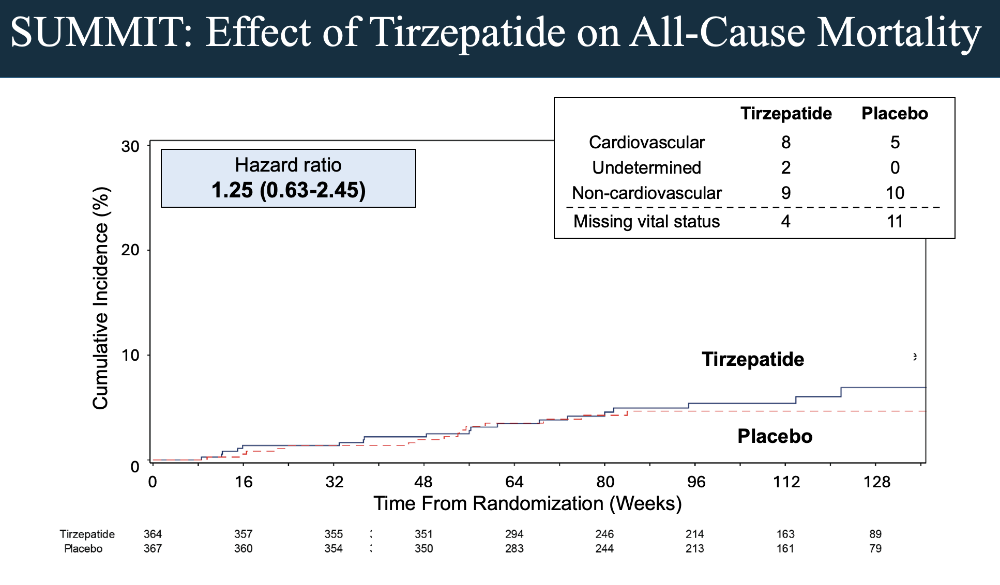 SUMMIT: Effect of Tirzepatide on All-Cause Mortality
Tirzepatide Placebo
Cardiovascular 8 5
Undetermined 2 0
Non-cardiovascular 9 10
Missing vital status 4 11
Hazard ratio
1.25 (0.63-2.45)
Cumulative Incidence (%)
30
20
10
0
Tirzepatide
Placebo
0 16 32 48 64 80 96 112 128
Time From Randomization (Weeks)
Tirzepatide 364 357 355 351 294 246 214 163 89
Placebo 367 360 354 350 283 244 213 161 79